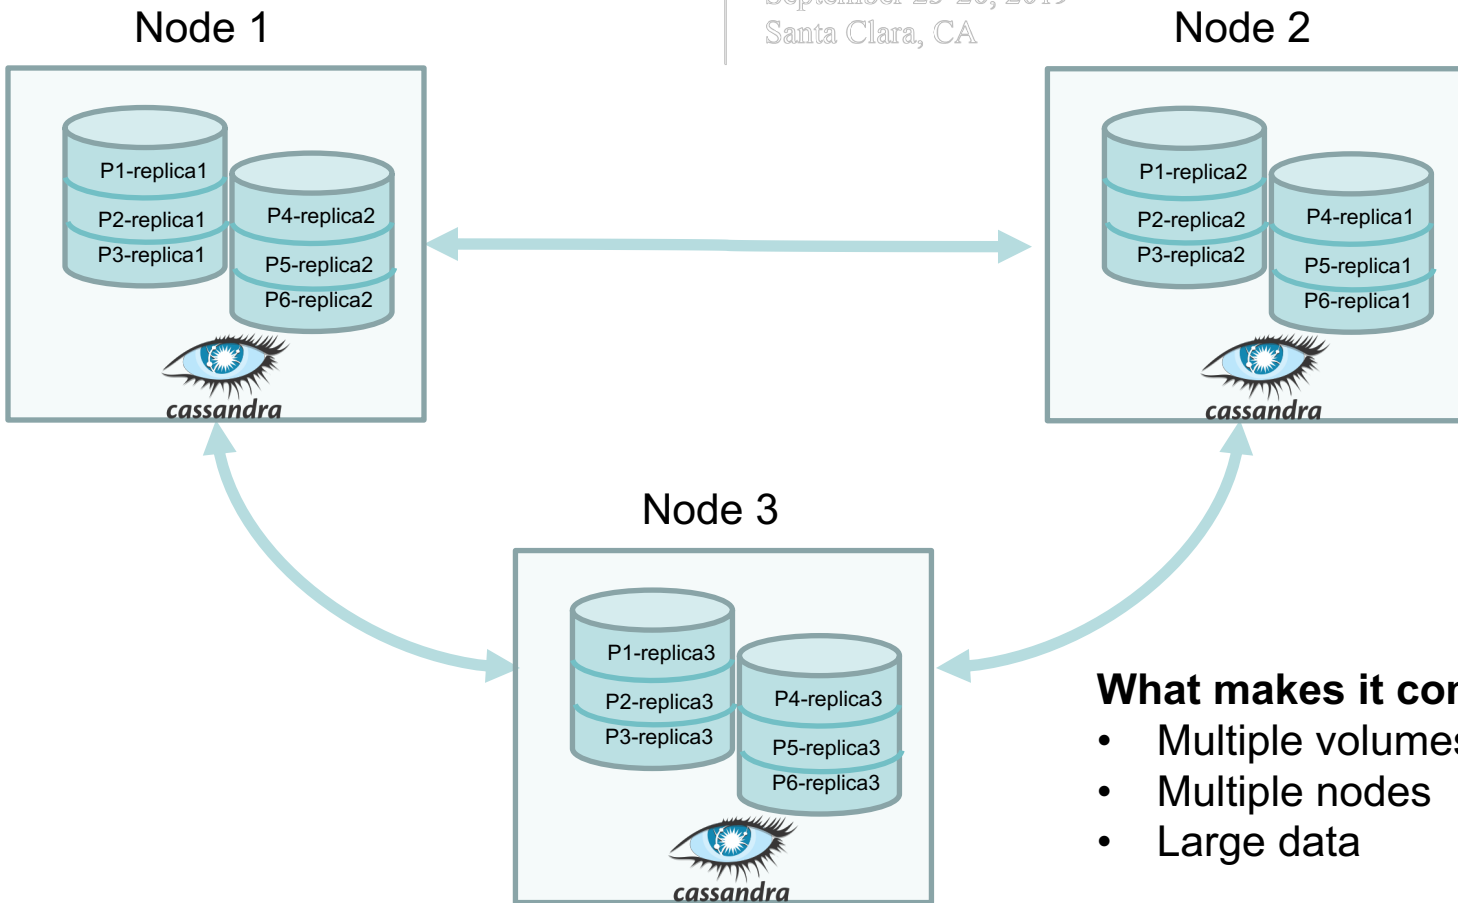 Santa Clara, CA
Node 1
Node 2
P1-replica1
P2-replica1
P3-replica1
P4-replica2
P5-replica2
P6-replica2
cassandra
P1-replica2
P2-replica2
P3-replica2
P4-replica1
P5-replica1
P6-replica1
cassandra
Node 3
P1-replica3
P2-replica3
P3-replica3
P4-replica3
P5-replica3
P6-replica3
cassandra
What makes it
• Multiple volumes
• Multiple nodes
• Large data